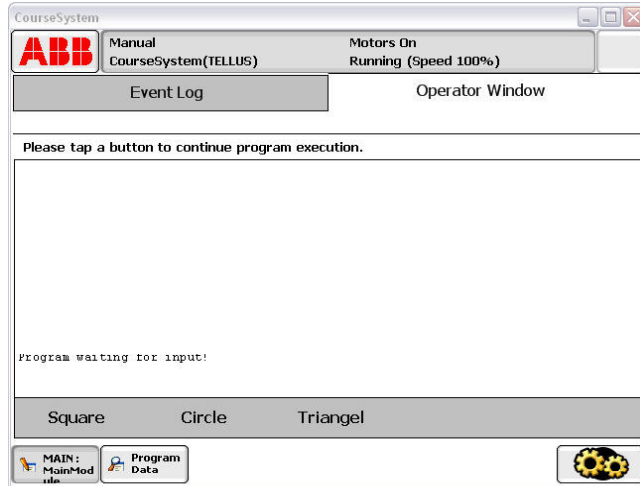 CourseSystem
ABB
Manual
CourseSystem(TELLUS)
Motors On
Running (Speed 100%)
Event Log
Operator Window
Please tap a button to continue program execution.
Program waiting for input!
Square Circle Triangel
MAIN:
MainMod
ule
Program
Data